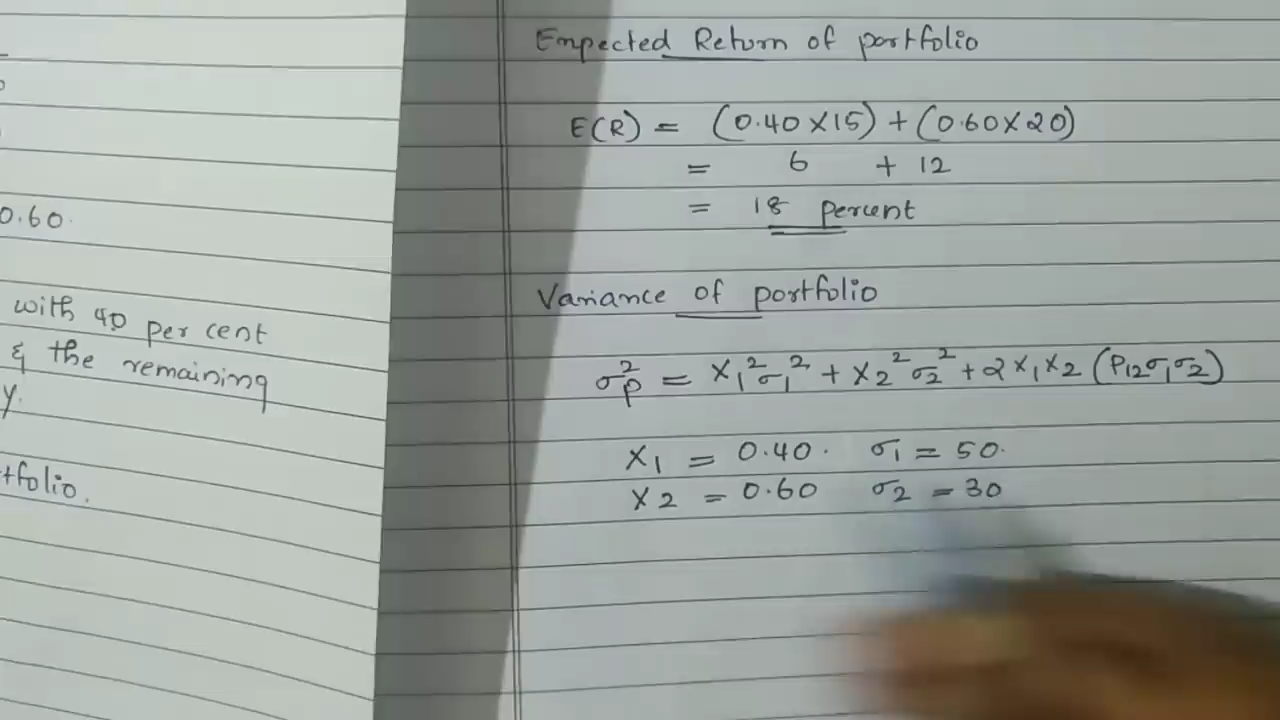 0.60.
with 40 per cent
& the remaining
y.
tfolio.
Expected Return of portfolio
E(R) = (0.40 X 15) + (0.60 X 20)
= 6 + 12
= 18 percent
Variance of portfolio
σp² = X₁²σ₁² + X₂²σ₂² + 2X₁X₂ (P₁₂σ₁σ₂)
X₁ = 0.40. σ₁ = 50.
X₂ = 0.60 σ₂ = 30